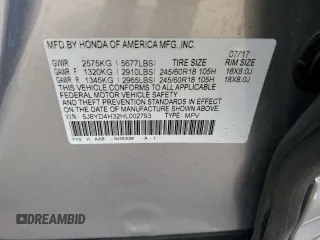 MFD.BY HONDA OF AMERICA MFG.,INC.
07/17
GVWR 2575KG (5677LBS) RIM SIZE
GAWR F 1320KG (2910LBS) 245/60R18 105H 18X8.0J
GAWR R 1345KG (2965LBS) 245/60R18 105H 18X8.0J
THIS VEHICLE CONFORMS TO ALL APPLICABLE
FEDERAL MOTOR VEHICLE SAFETY AND THEFT
PREVENTION STANDARDS IN EFFECT ON THE DATE
OF MANUFACTURE SHOWN ABOVE.
V.I.N.: 5J8YD4H32HL002793 TYPE: MPV
DREAMBID